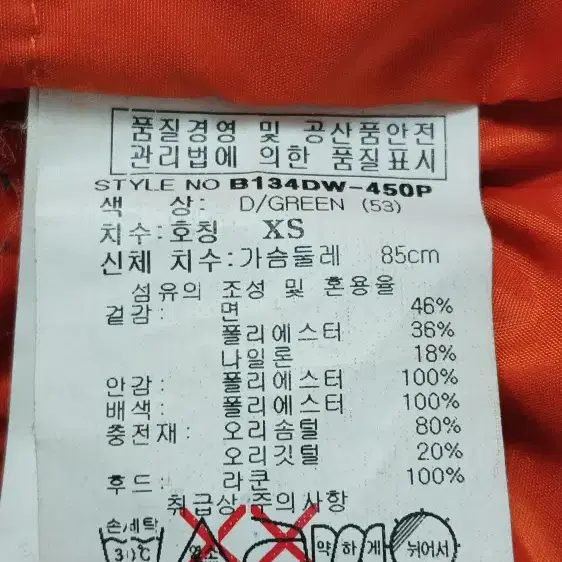 품질경영 및 공산품안전
관리법에 의한 품질표시
STYLE NO B134DW-450P
색 상: D/GREEN (53)
치수:호칭 XS
신체 치수:가슴둘레 85cm
섬유의 조성 및 혼용율
겉감: 면 46%
폴리에스터 36%
나일론 18%
안감: 폴리에스터 100%
배색: 폴리에스터 100%
충전재: 오리솜털 80%
오리깃털 20%
후드: 라쿤 100%
취급상 주의사항
손세탁 약하게 뉘어서
30℃ 염소